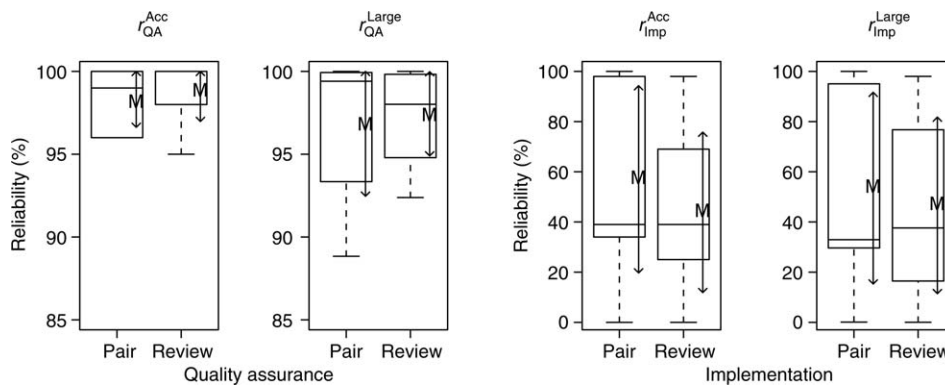 r_QA^Acc
r_QA^Large
r_Imp^Acc
r_Imp^Large
Reliability (%)
100
95
90
85
M
M
Pair
Review
100
95
90
85
M
M
Pair
Review
Quality assurance
Reliability (%)
100
80
60
40
20
0
M
M
Pair
Review
100
80
60
40
20
0
M
M
Pair
Review
Implementation